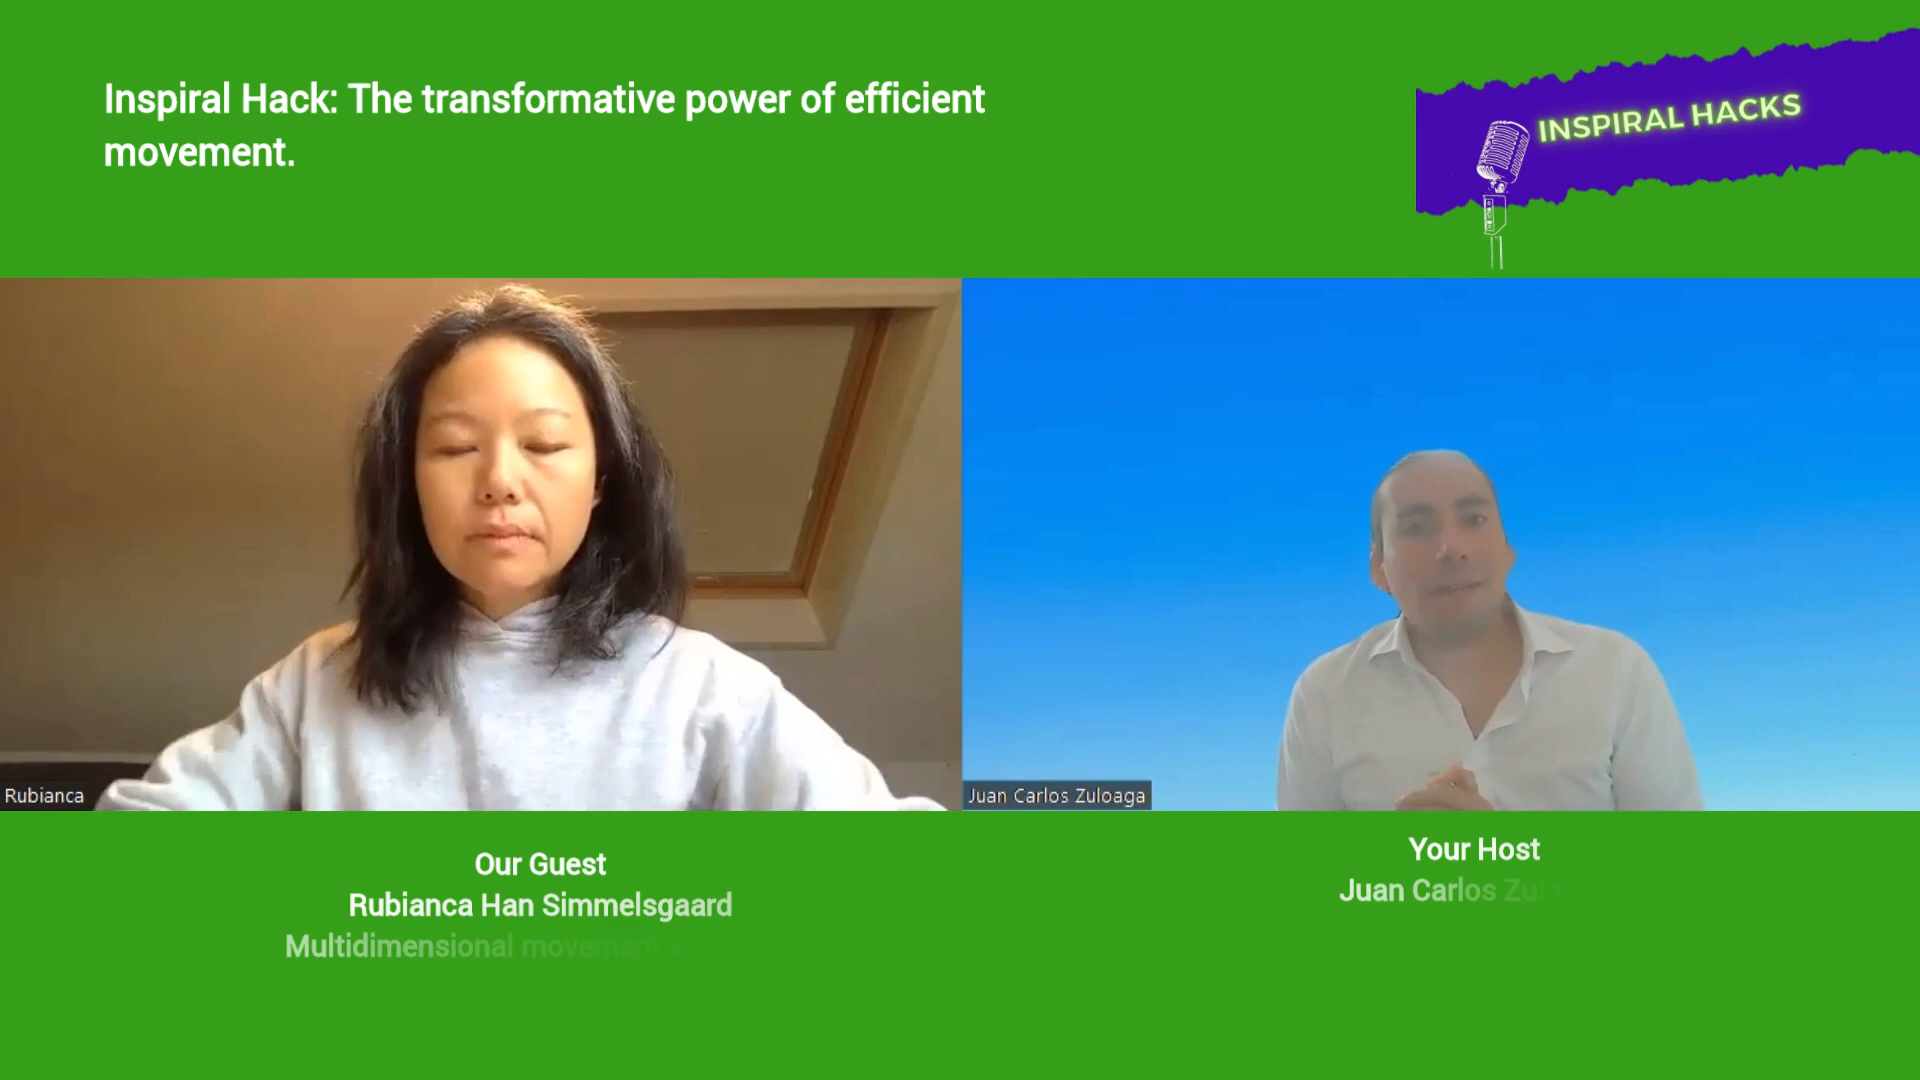 Inspiral Hack: The transformative power of efficient
movement.
INSPIRAL HACKS
Rubianca
Juan Carlos Zuloaga
Our Guest
Rubianca Han Simmelsgaard
Multidimensional movement
Your Host
Juan Carlos